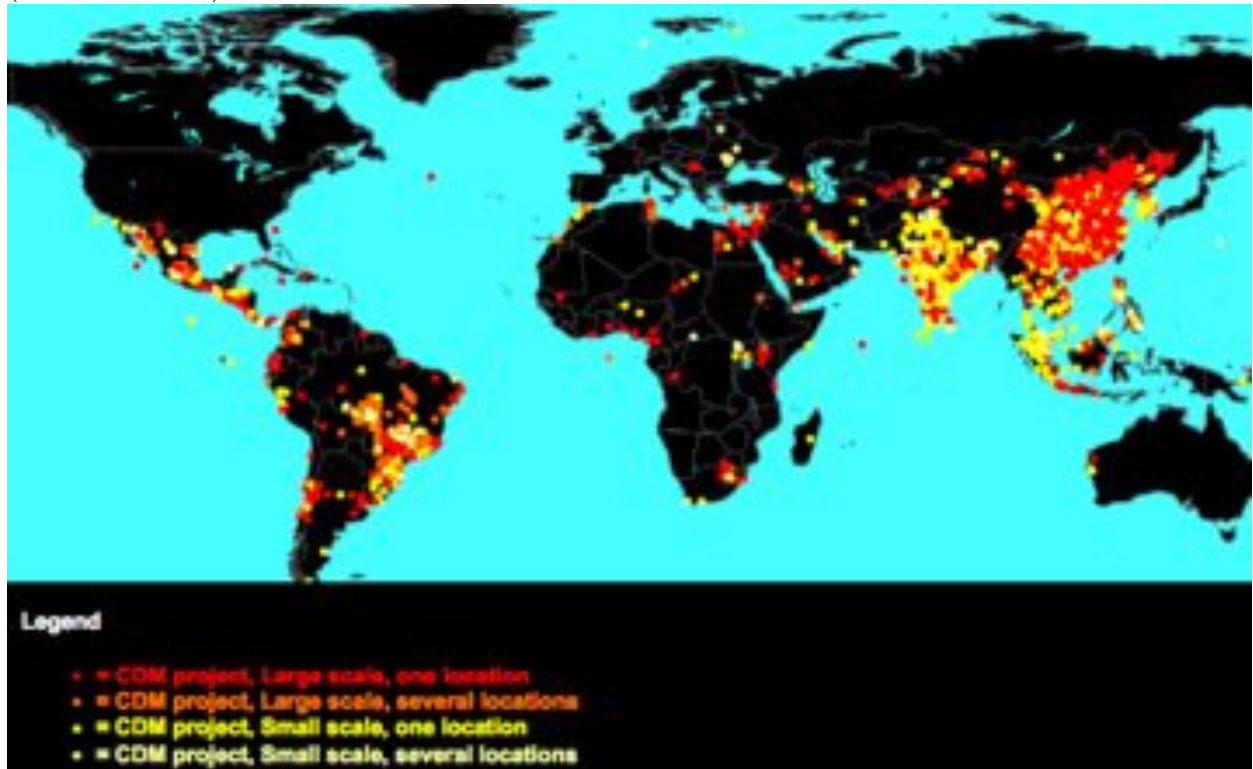 Legend
= CDM project, Large scale, one location
= CDM project, Large scale, several locations
= CDM project, Small scale, one location
= CDM project, Small scale, several locations